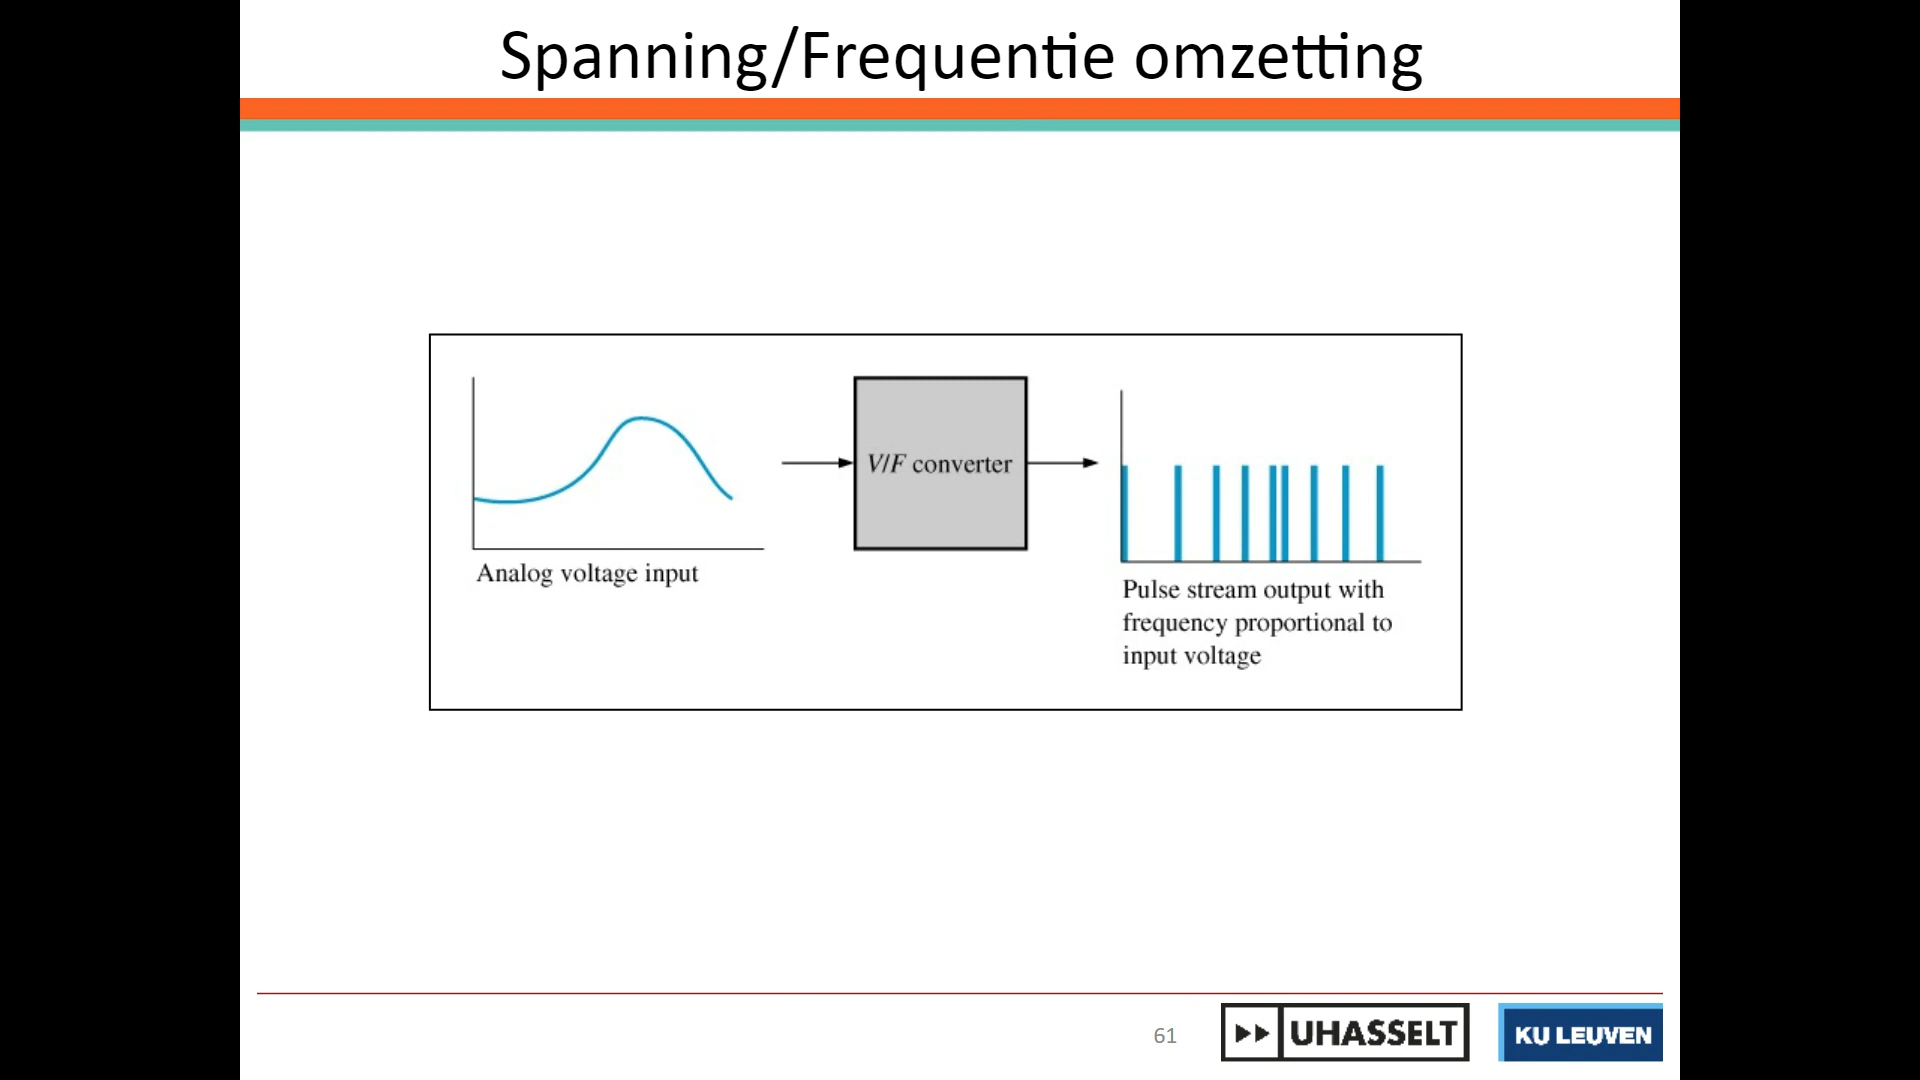 Spanning/Frequentie omzetting
Analog voltage input
V/F converter
Pulse stream output with
frequency proportional to
input voltage
61
UHASSELT
KU LEUVEN